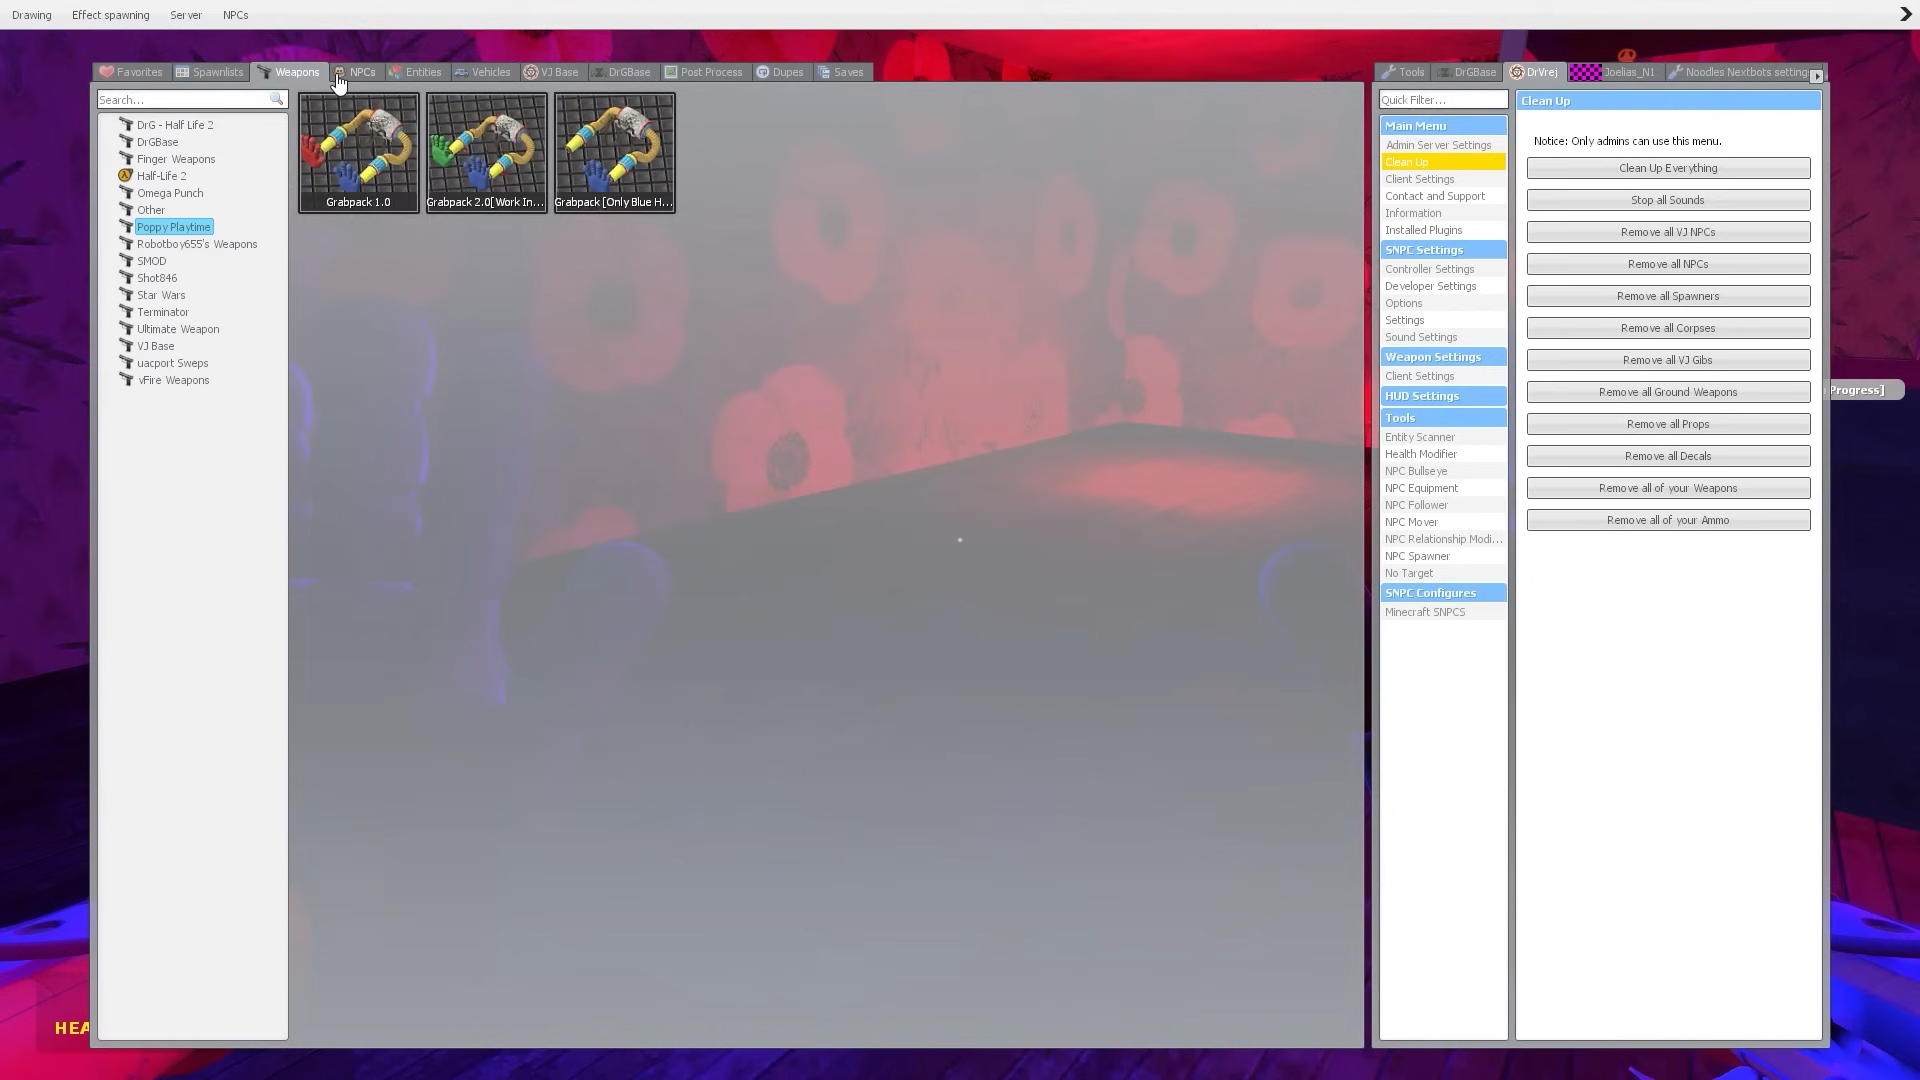 Drawing Effect spawning Server NPCs
Favorites Spawnlists Weapons NPCs Entities Vehicles VJ Base DrGBase Post Process Dupes Saves
Search...
DrG - Half Life 2
DrGBase
Finger Weapons
Half-Life 2
Omega Punch
Other
Poppy Playtime
Robotboy655's Weapons
SMOD
Shot846
Star Wars
Terminator
Ultimate Weapon
VJ Base
uacport Sweps
vFire Weapons
Grabpack 1.0
Grabpack 2.0[Work In...
Grabpack [Only Blue H...
Tools DrGBase DrVrej Joelias_N1 Noodles Nextbots setting
Quick Filter...
Main Menu
Admin Server Settings
Clean Up
Client Settings
Contact and Support
Information
Installed Plugins
SNPC Settings
Controller Settings
Developer Settings
Options
Settings
Sound Settings
Weapon Settings
Client Settings
HUD Settings
Tools
Entity Scanner
Health Modifier
NPC Bullseye
NPC Equipment
NPC Follower
NPC Mover
NPC Relationship Modi...
NPC Spawner
No Target
SNPC Configures
Minecraft SNPCS
Clean Up
Notice: Only admins can use this menu.
Clean Up Everything
Stop all Sounds
Remove all VJ NPCs
Remove all NPCs
Remove all Spawners
Remove all Corpses
Remove all VJ Gibs
Remove all Ground Weapons
Remove all Props
Remove all Decals
Remove all of your Weapons
Remove all of your Ammo
Progress]
HEA